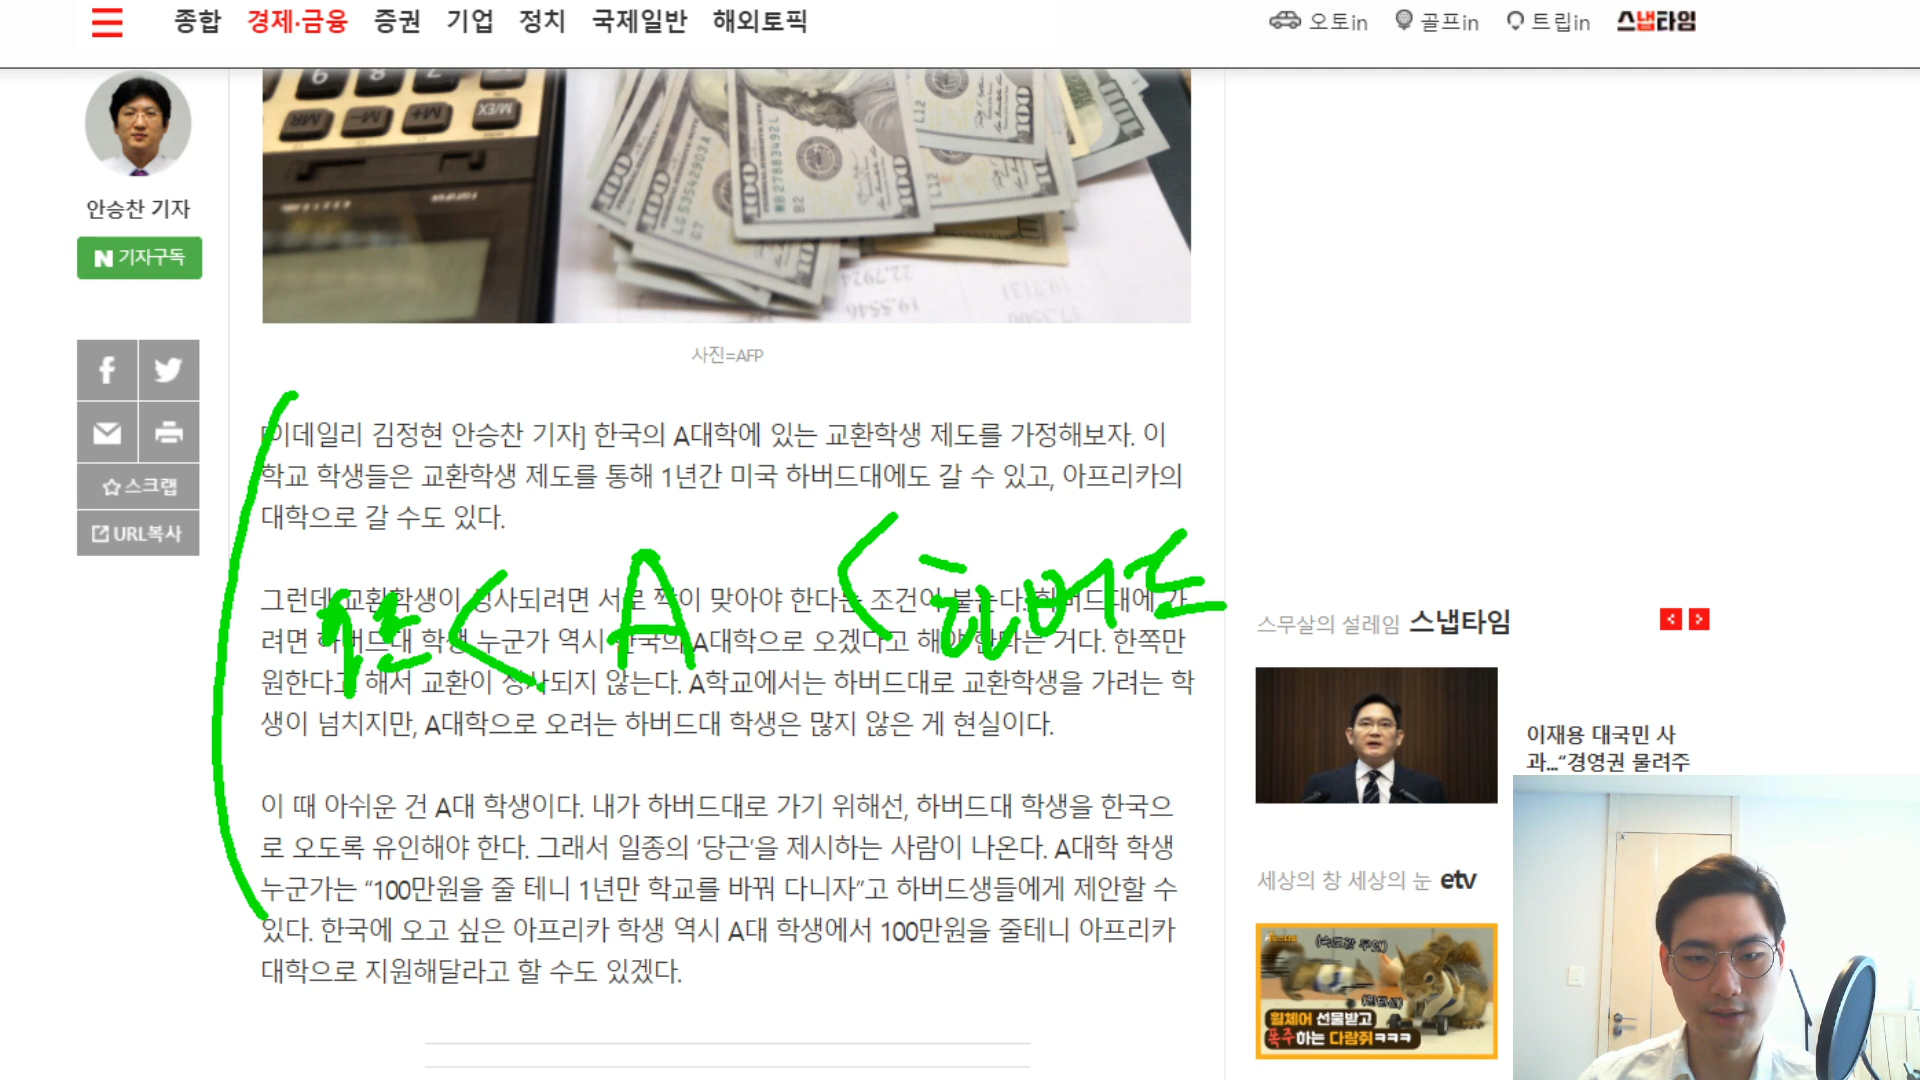 종합 경제·금융 증권 기업 정치 국제일반 해외토픽
오토in 골프in 트립in 스냅타임
안승찬 기자
N 기자구독
스크랩
URL복사
사진=AFP
[이데일리 김정현 안승찬 기자] 한국의 A대학에 있는 교환학생 제도를 가정해보자. 이
학교 학생들은 교환학생 제도를 통해 1년간 미국 하버드대에도 갈 수 있고, 아프리카의
대학으로 갈 수도 있다.
그런데 교환학생이 성사되려면 서로 짝이 맞아야 한다는 조건이 붙는다. 하버드대에 가
려면 하버드대 학생 누군가 역시 한국의 A대학으로 오겠다고 해야 한다는 거다. 한쪽만
원한다고 해서 교환이 성사되지 않는다. A학교에서는 하버드대로 교환학생을 가려는 학
생이 넘치지만, A대학으로 오려는 하버드대 학생은 많지 않은 게 현실이다.
< A < 하버드
이 때 아쉬운 건 A대 학생이다. 내가 하버드대로 가기 위해선, 하버드대 학생을 한국으
로 오도록 유인해야 한다. 그래서 일종의 ‘당근’을 제시하는 사람이 나온다. A대학 학생
누군가는 “100만원을 줄 테니 1년만 학교를 바꿔 다니자”고 하버드생들에게 제안할 수
있다. 한국에 오고 싶은 아프리카 학생 역시 A대 학생에서 100만원을 줄테니 아프리카
대학으로 지원해달라고 할 수도 있겠다.
스무살의 설레임 스냅타임
이재용 대국민 사
과...“경영권 물려주
세상의 창 세상의 눈 etv
휠체어 선물받고
폭주하는 다람쥐ㅋㅋㅋ